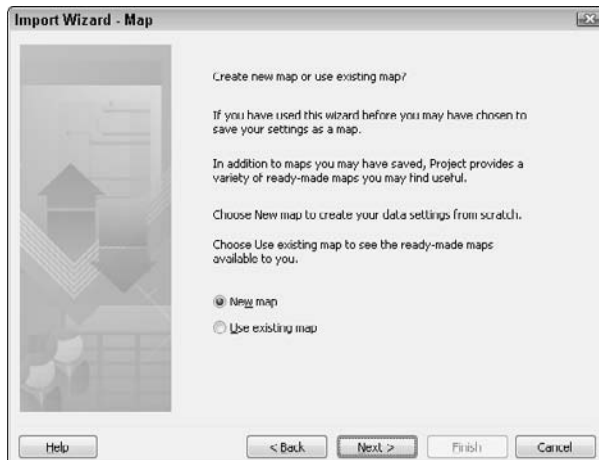 Import Wizard - Map
Create new map or use existing map?
If you have used this wizard before you may have chosen to
save your settings as a map.
In addition to maps you may have saved, Project provides a
variety of ready-made maps you may find useful.
Choose New map to create your data settings from scratch.
Choose Use existing map to see the ready-made maps
available to you.
New map
Use existing map
Help
< Back
Next >
Finish
Cancel